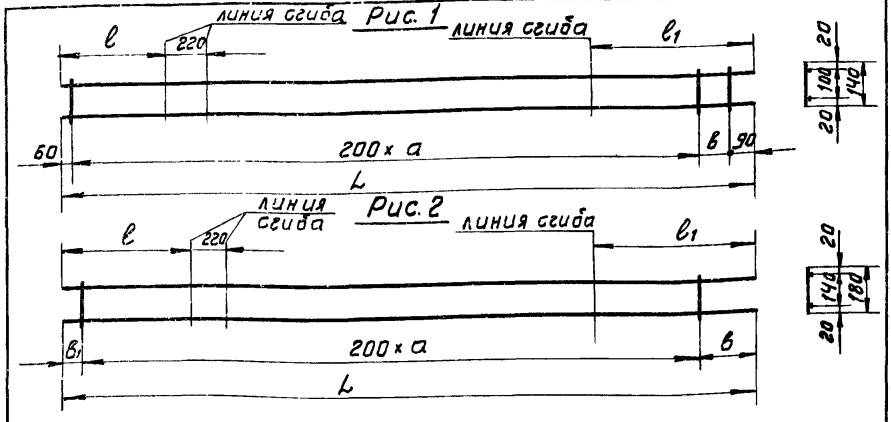 линия сгиба Рис. 1
линия сгиба
ℓ
220
ℓ₁
20
100
140
20
60
200 х а
в
90
L
линия
сгиба
Рис. 2
линия сгиба
ℓ
220
ℓ₁
20
140
180
20
в₁
200 х а
в
L